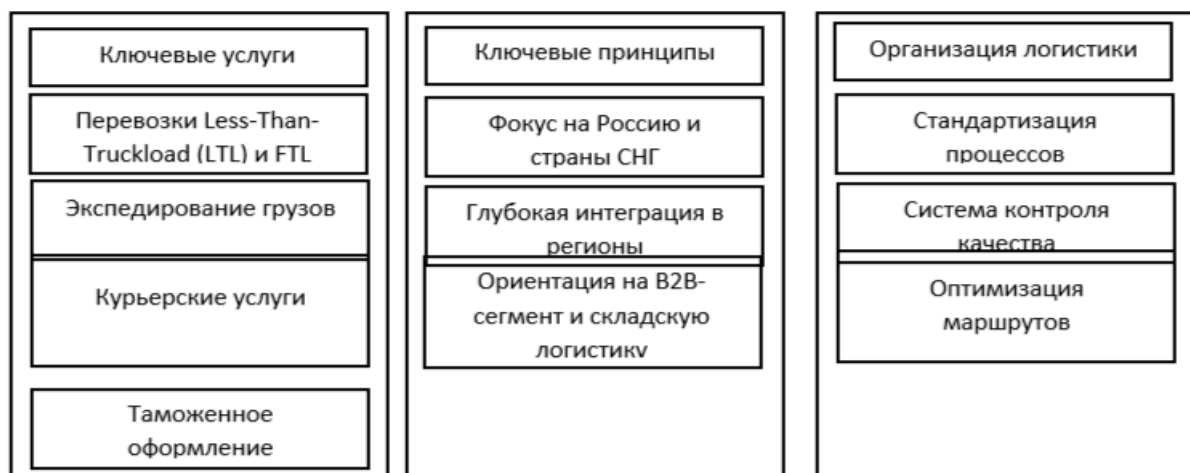 Ключевые услуги
Перевозки Less-Than-
Truckload (LTL) и FTL
Экспедирование грузов
Курьерские услуги
Таможенное
оформление
Ключевые принципы
Фокус на Россию и
страны СНГ
Глубокая интеграция в
регионы
Ориентация на B2B-
сегмент и складскую
логистику
Организация логистики
Стандартизация
процессов
Система контроля
качества
Оптимизация
маршрутов